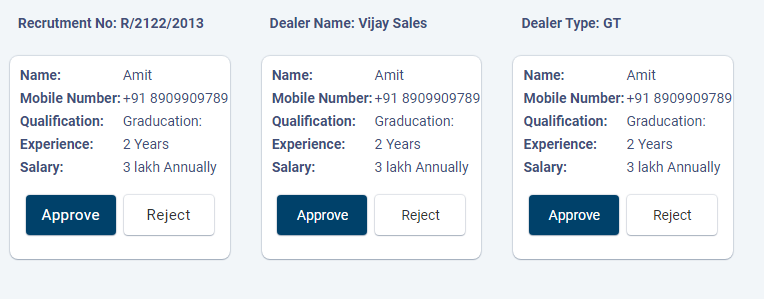 Recrutment No: R/2122/2013 Dealer Name: Vijay Sales Dealer Type: GT
Name: Amit
Mobile Number: +91 8909909789
Qualification: Graducation:
Experience: 2 Years
Salary: 3 lakh Annually
Approve Reject
Name: Amit
Mobile Number: +91 8909909789
Qualification: Graducation:
Experience: 2 Years
Salary: 3 lakh Annually
Approve Reject
Name: Amit
Mobile Number: +91 8909909789
Qualification: Graducation:
Experience: 2 Years
Salary: 3 lakh Annually
Approve Reject